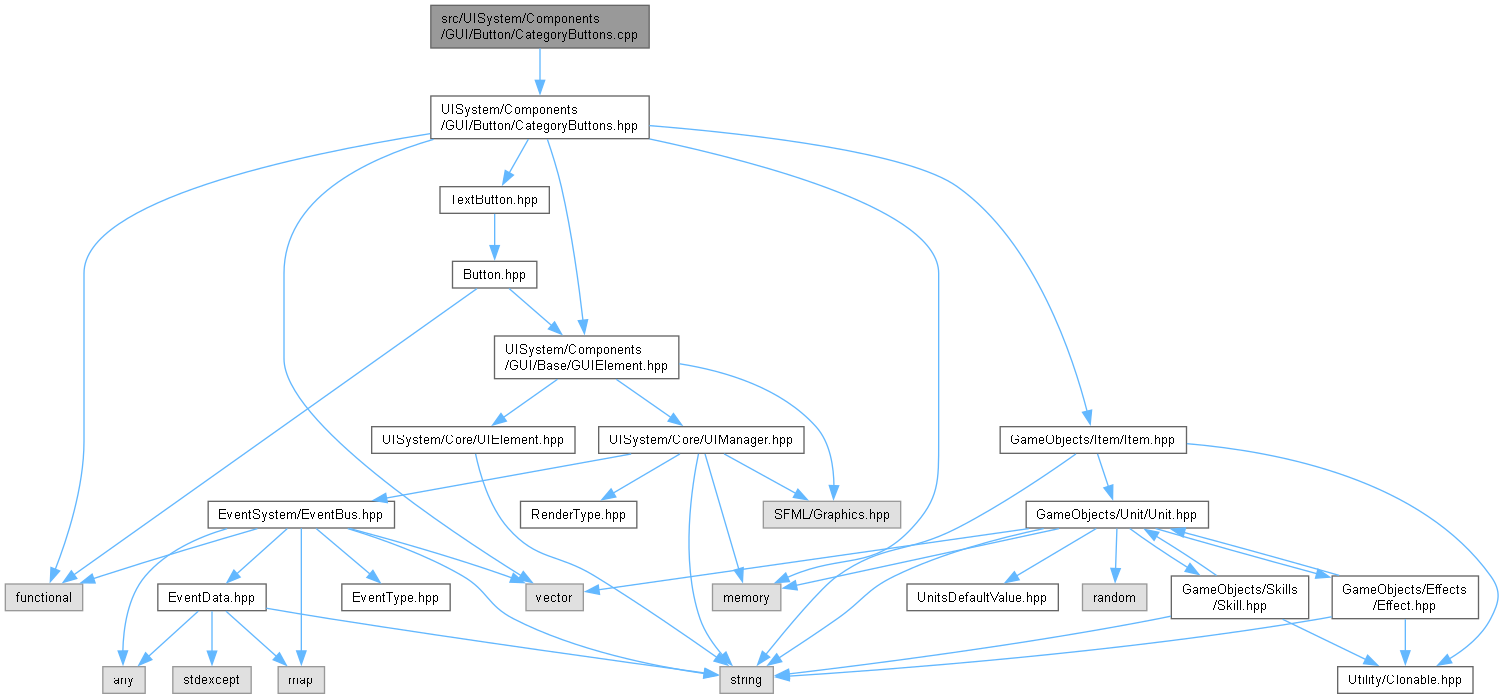 src/UISystem/Components
/GUI/Button/CategoryButtons.cpp
UISystem/Components
/GUI/Button/CategoryButtons.hpp
TextButton.hpp
Button.hpp
UISystem/Components
/GUI/Base/GUIElement.hpp
UISystem/Core/UIElement.hpp
UISystem/Core/UIManager.hpp
GameObjects/Item/Item.hpp
EventSystem/EventBus.hpp
RenderType.hpp
SFML/Graphics.hpp
GameObjects/Unit/Unit.hpp
functional
EventData.hpp
EventType.hpp
vector
memory
UnitsDefaultValue.hpp
random
GameObjects/Skills
/Skill.hpp
GameObjects/Effects
/Effect.hpp
any
stdexcept
map
string
Utility/Clonable.hpp